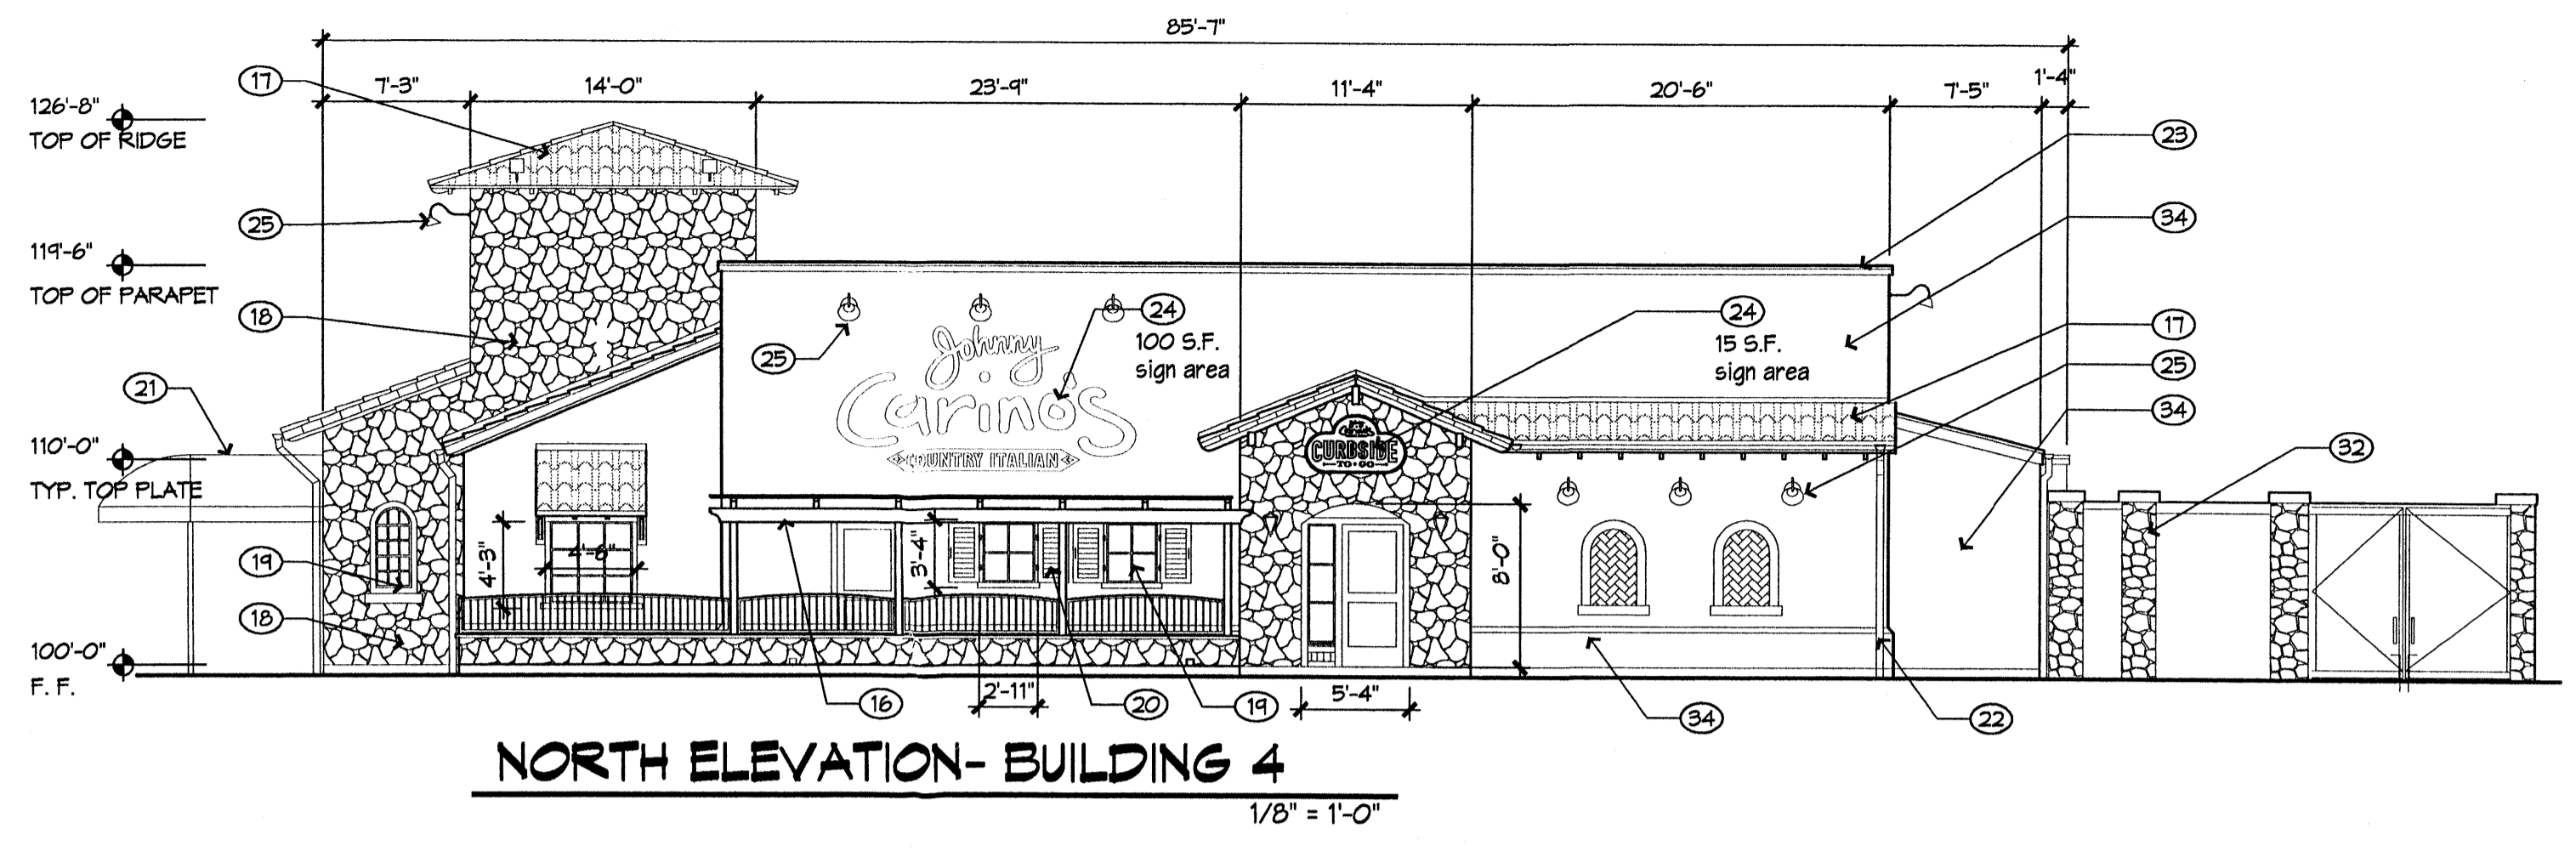 85'-7"
7'-3"
14'-0"
23'-9"
11'-4"
20'-6"
7'-5"
1'-4"
17
126'-8"
TOP OF RIDGE
23
25
34
119'-6"
TOP OF PARAPET
18
24
100 S.F.
sign area
24
15 S.F.
sign area
17
25
25
Johnny
Carino's
COUNTRY ITALIAN
21
34
110'-0"
TYP. TOP PLATE
CURBSIDE
TO-GO
32
4'-3"
4'-8"
3'-4"
8'-0"
19
18
100'-0"
F. F.
2'-11"
16
20
19
5'-4"
34
22
NORTH ELEVATION- BUILDING 4
1/8" = 1'-0"